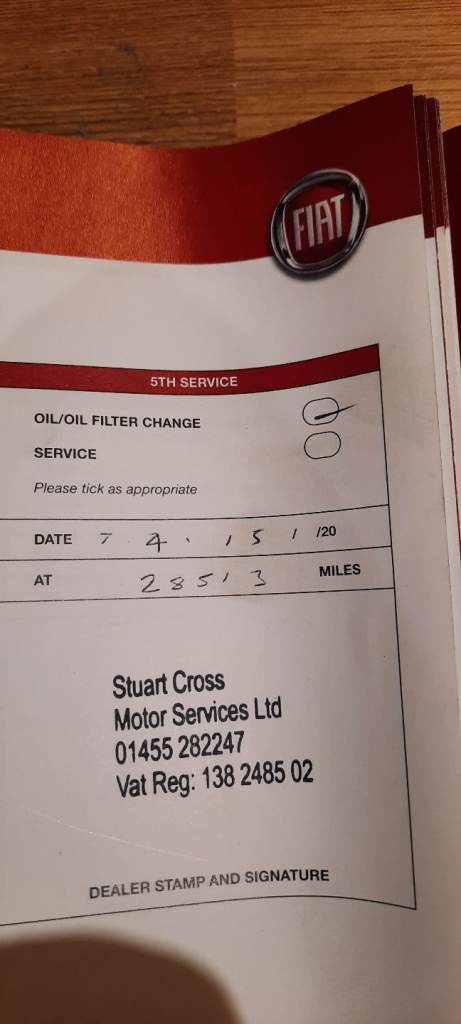 FIAT
5TH SERVICE
OIL/OIL FILTER CHANGE
SERVICE
Please tick as appropriate
DATE 7 4 . 15 / /20
AT 28513 MILES
Stuart Cross
Motor Services Ltd
01455 282247
Vat Reg: 138 2485 02
DEALER STAMP AND SIGNATURE